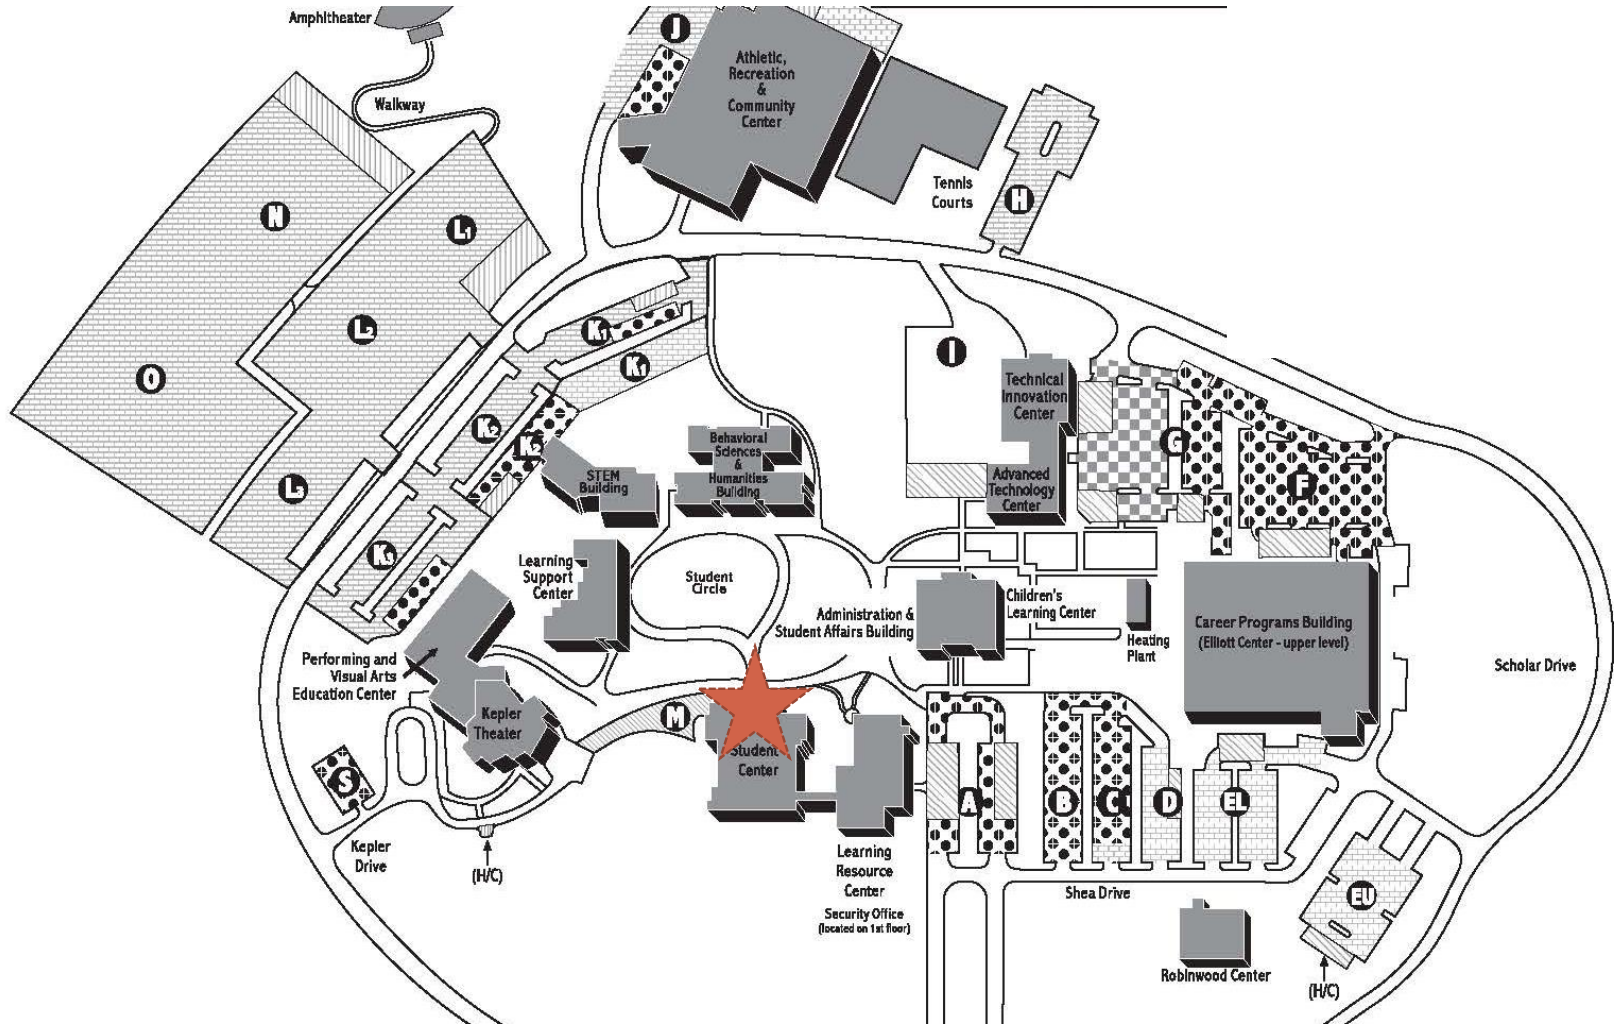 Amphitheater
J
Athletic,
Recreation
&
Community
Center
Walkway
Tennis
Courts
H
N
L1
L2
O
L3
K1
K1
K2
K2
K3
I
Technical
Innovation
Center
G
F
Behavioral
Sciences
&
Humanities
Building
STEM
Building
Advanced
Technology
Center
Learning
Support
Center
Student
Circle
Administration &
Student Affairs Building
Children's
Learning Center
Heating
Plant
Career Programs Building
(Elliott Center - upper level)
Scholar Drive
Performing and
Visual Arts
Education Center
Kepler
Theater
M
Student
Center
S
A
B
C
D
EL
Kepler
Drive
(H/C)
Learning
Resource
Center
Security Office
(located on 1st floor)
Shea Drive
EU
Robinwood Center
(H/C)